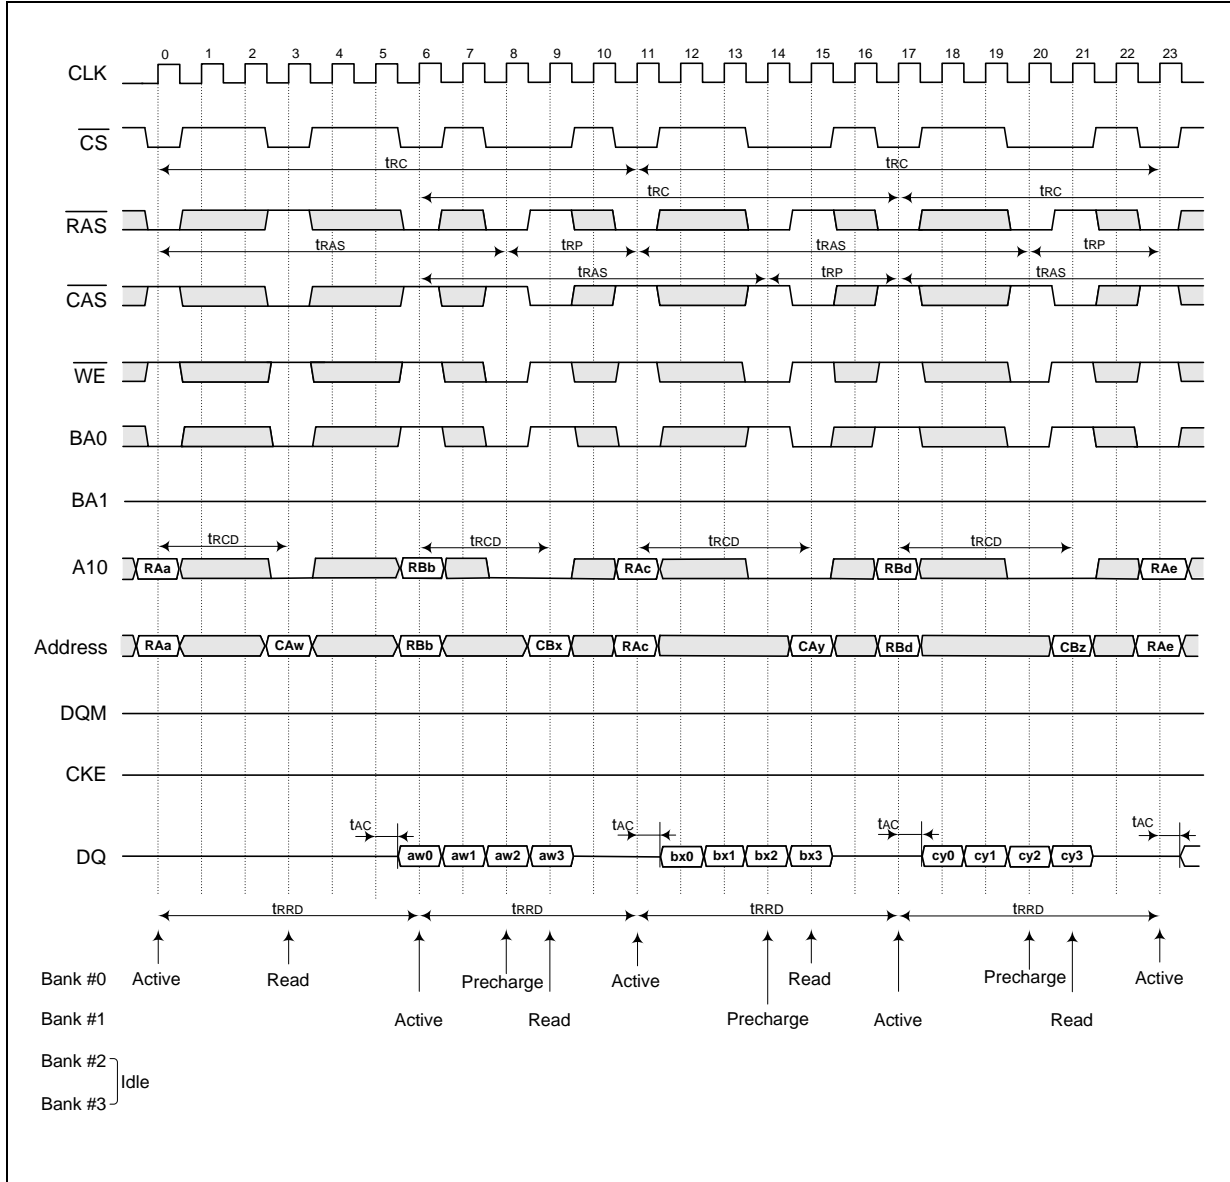 0 1 2 3 4 5 6 7 8 9 10 11 12 13 14 15 16 17 18 19 20 21 22 23
CLK
CS
tRC tRC
tRC tRC
RAS
tRAS tRP tRAS tRP
tRAS tRP tRAS
CAS
WE
BA0
BA1
tRCD tRCD tRCD tRCD
A10 RAa RBb RAc RBd RAe
Address RAa CAw RBb CBx RAc CAy RBd CBz RAe
DQM
CKE
tAC tAC tAC tAC
DQ aw0 aw1 aw2 aw3 bx0 bx1 bx2 bx3 cy0 cy1 cy2 cy3
tRRD tRRD tRRD tRRD
Bank #0 Active Read Precharge Active Read Precharge Active
Bank #1 Active Read Precharge Active Read
Bank #2
Idle
Bank #3